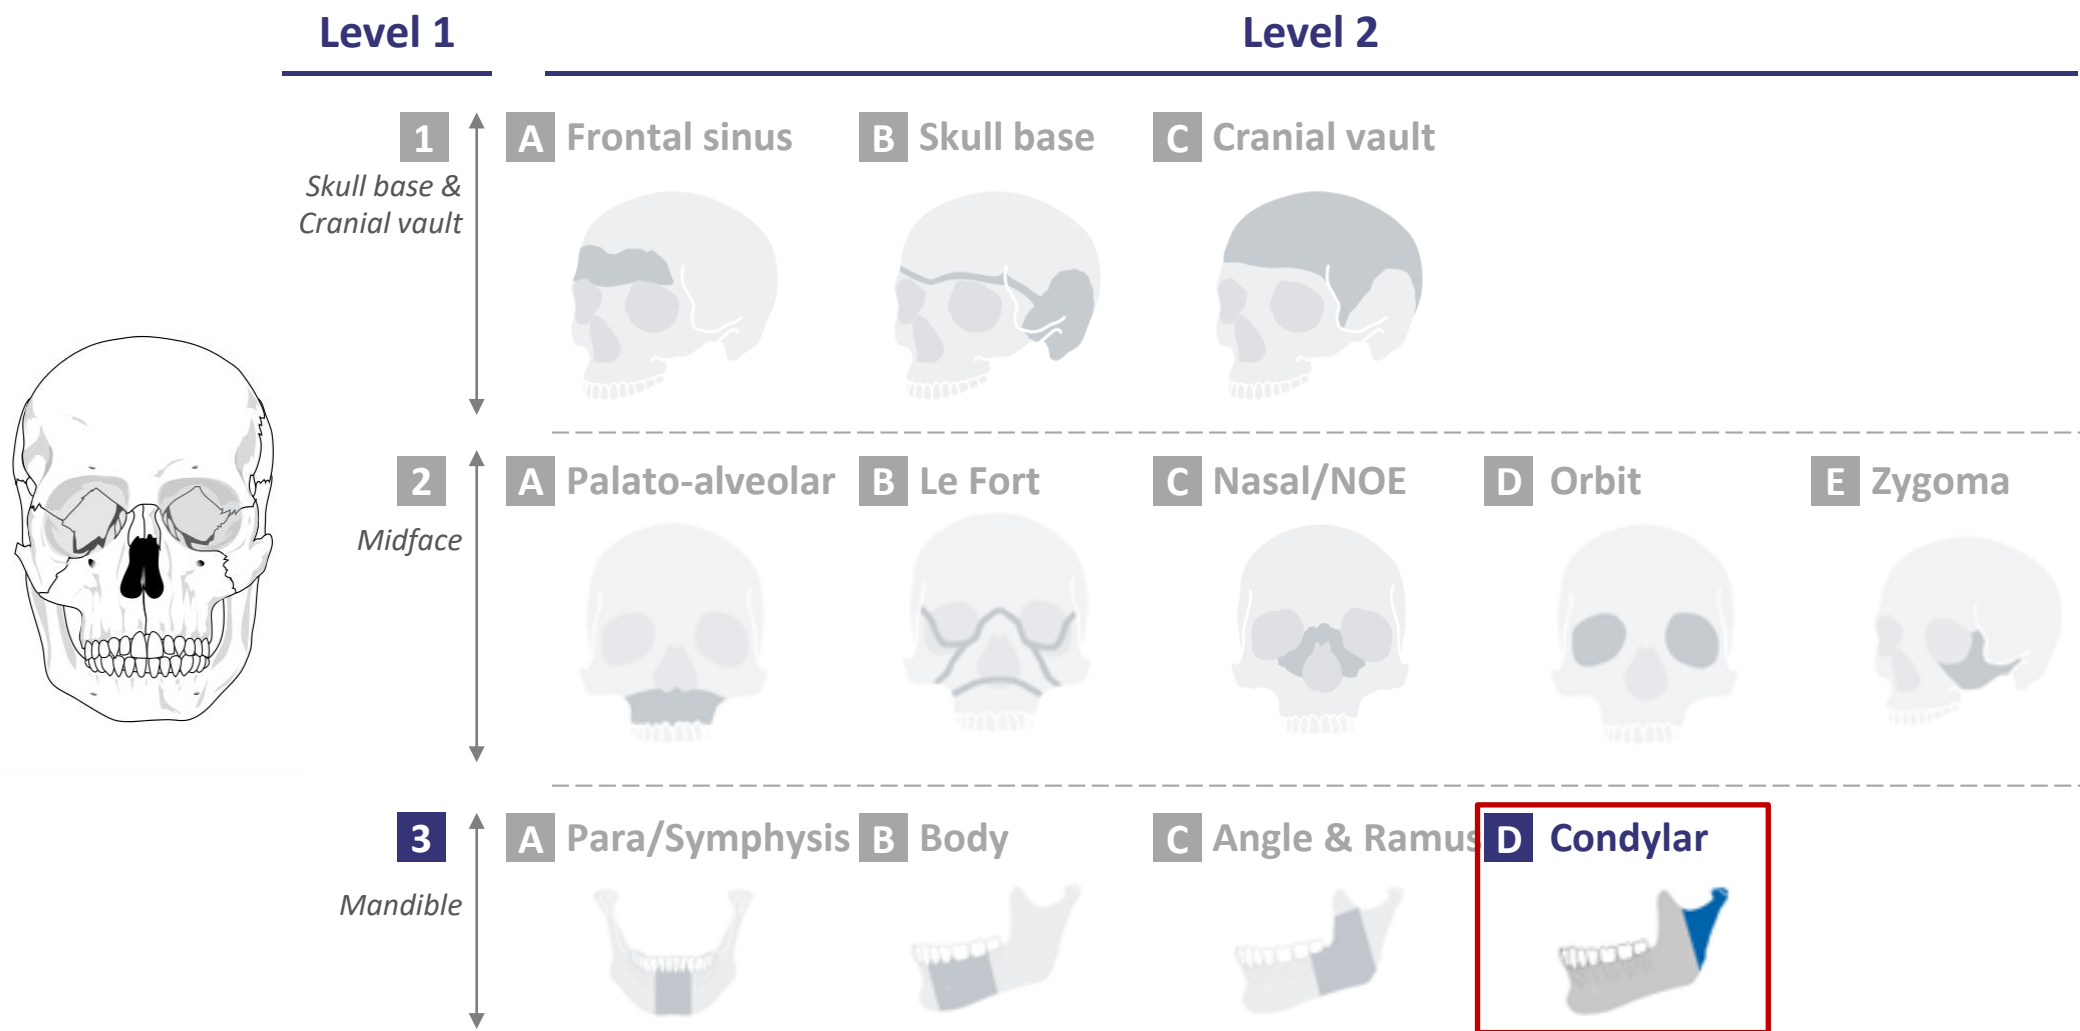 Level 1
Level 2
1
Skull base &
Cranial vault
A Frontal sinus
B Skull base
C Cranial vault
2
Midface
A Palato-alveolar
B Le Fort
C Nasal/NOE
D Orbit
E Zygoma
3
Mandible
A Para/Symphysis
B Body
C Angle & Ramus
D Condylar